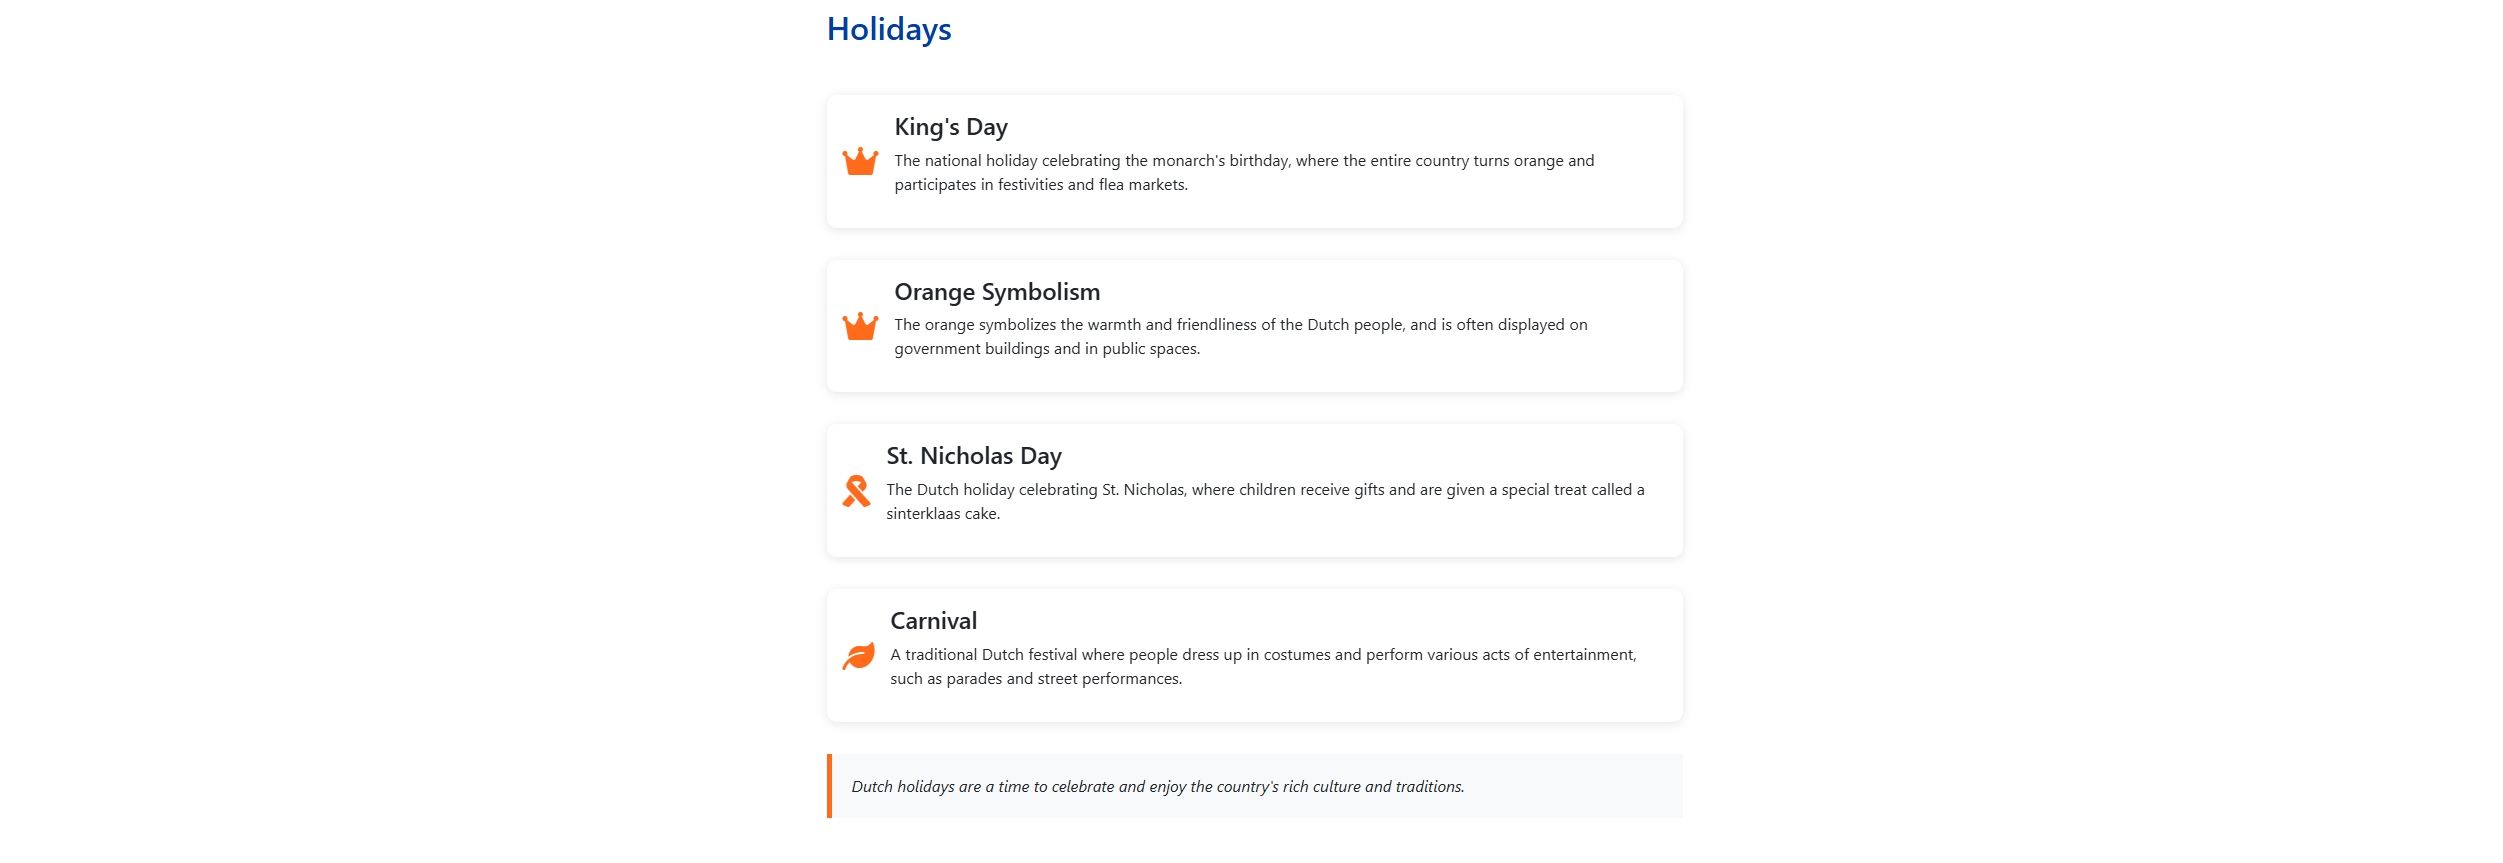 Holidays
King's Day
The national holiday celebrating the monarch's birthday, where the entire country turns orange and
participates in festivities and flea markets.
Orange Symbolism
The orange symbolizes the warmth and friendliness of the Dutch people, and is often displayed on
government buildings and in public spaces.
St. Nicholas Day
The Dutch holiday celebrating St. Nicholas, where children receive gifts and are given a special treat called a
sinterklaas cake.
Carnival
A traditional Dutch festival where people dress up in costumes and perform various acts of entertainment,
such as parades and street performances.
Dutch holidays are a time to celebrate and enjoy the country's rich culture and traditions.